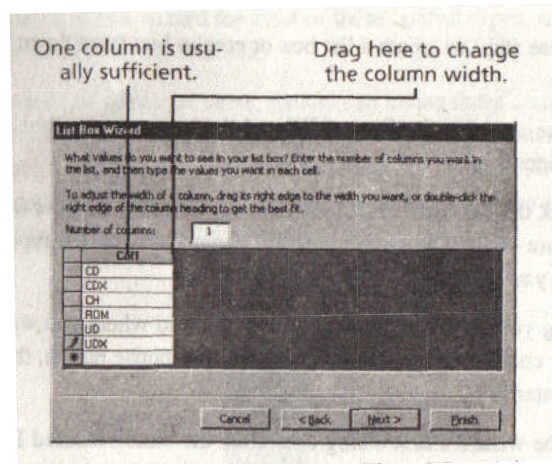 One column is usu-
ally sufficient.
Drag here to change
the column width.
List Box Wizard
What values do you want to see in your list box? Enter the number of columns you want in
the list, and then type the values you want in each cell.
To adjust the width of a column, drag its right edge to the width you want, or double-click the
right edge of the column heading to get the best fit.
Number of columns: 1
Col1
CD
CDX
CH
ROM
UD
UDX
Cancel < Back Next > Finish